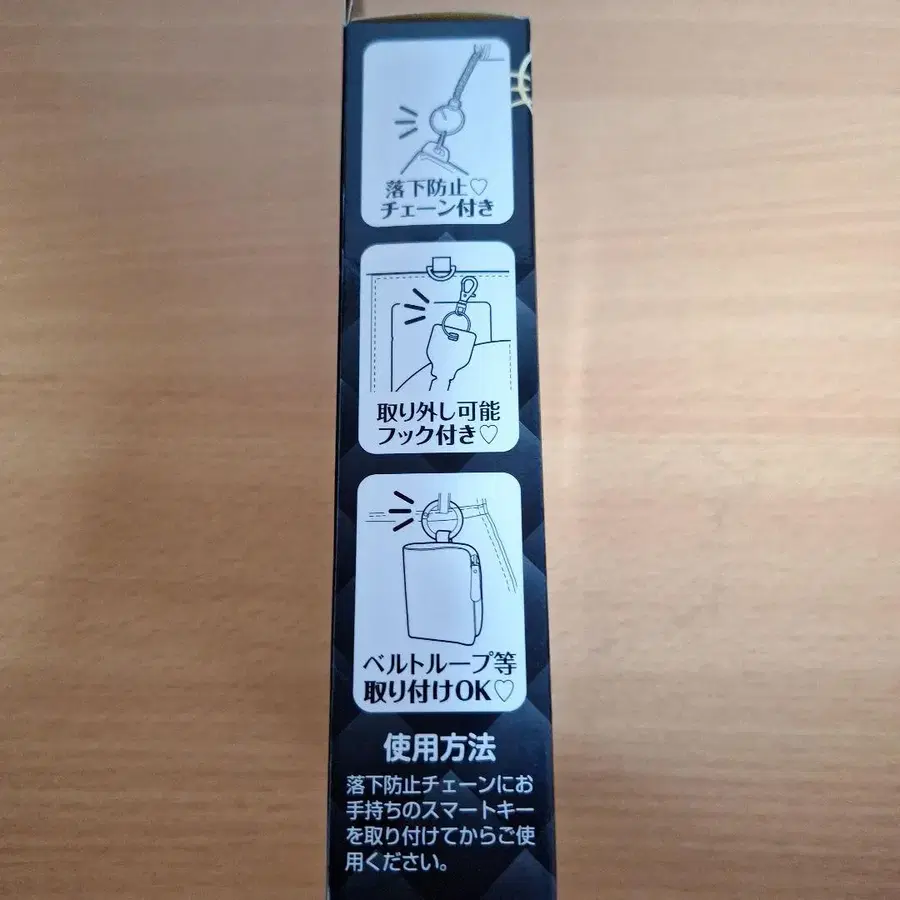 落下防止♡
チェーン付き
取り外し可能
フック付き♡
ベルトループ等
取り付けOK♡
使用方法
落下防止チェーンにお
手持ちのスマートキー
を取り付けてからご使
用ください。